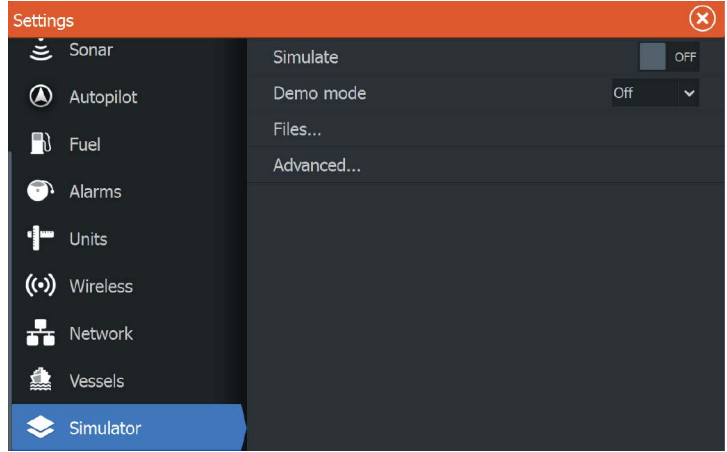 Settings
Sonar
Autopilot
Fuel
Alarms
Units
Wireless
Network
Vessels
Simulator
Simulate OFF
Demo mode Off
Files...
Advanced...